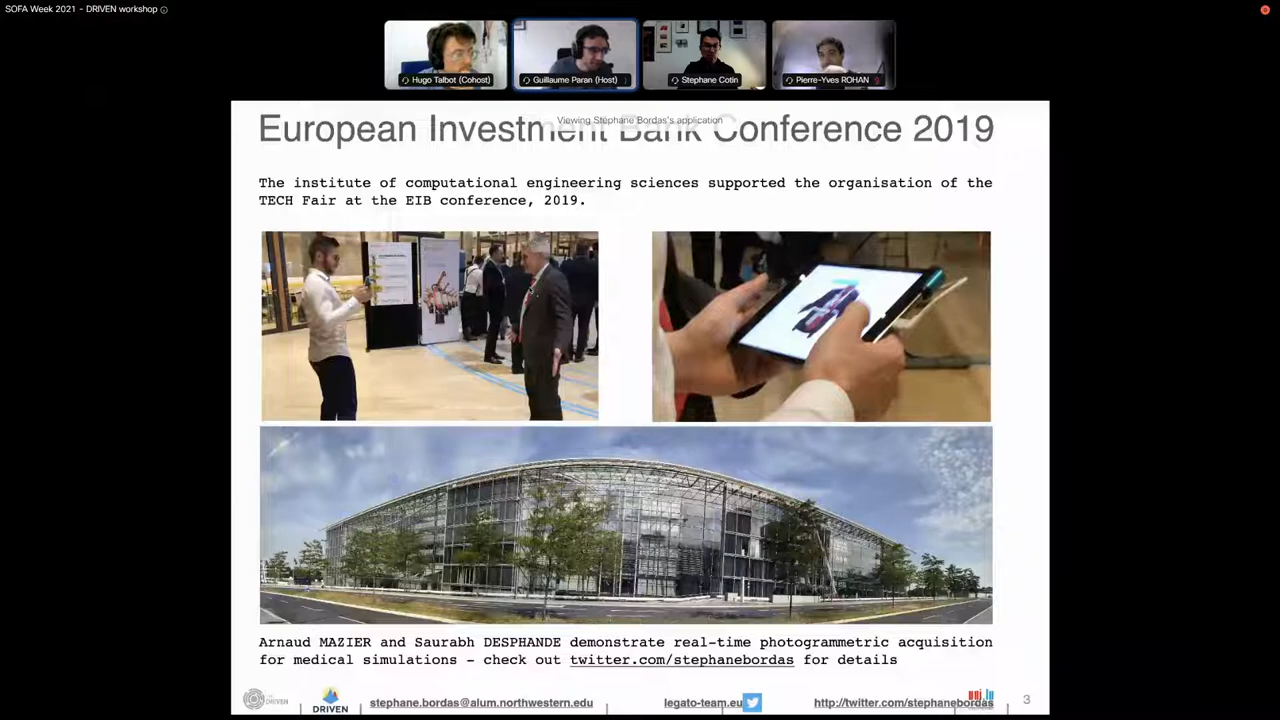 SOFA Week 2021 - DRIVEN workshop
Hugo Talbot (Cohost)
Guillaume Paran (Host)
Stephane Cotin
Pierre-Yves ROHAN
Viewing Stéphane Bordas's application
European Investment Bank Conference 2019
The institute of computational engineering sciences supported the organisation of the
TECH Fair at the EIB conference, 2019.
Arnaud MAZIER and Saurabh DESPHANDE demonstrate real-time photogrammetric acquisition
for medical simulations - check out twitter.com/stephanebordas for details
DRIVEN
DRIVEN
stephane.bordas@alum.northwestern.edu
legato-team.eu
http://twitter.com/stephanebordas
uni.lu
3